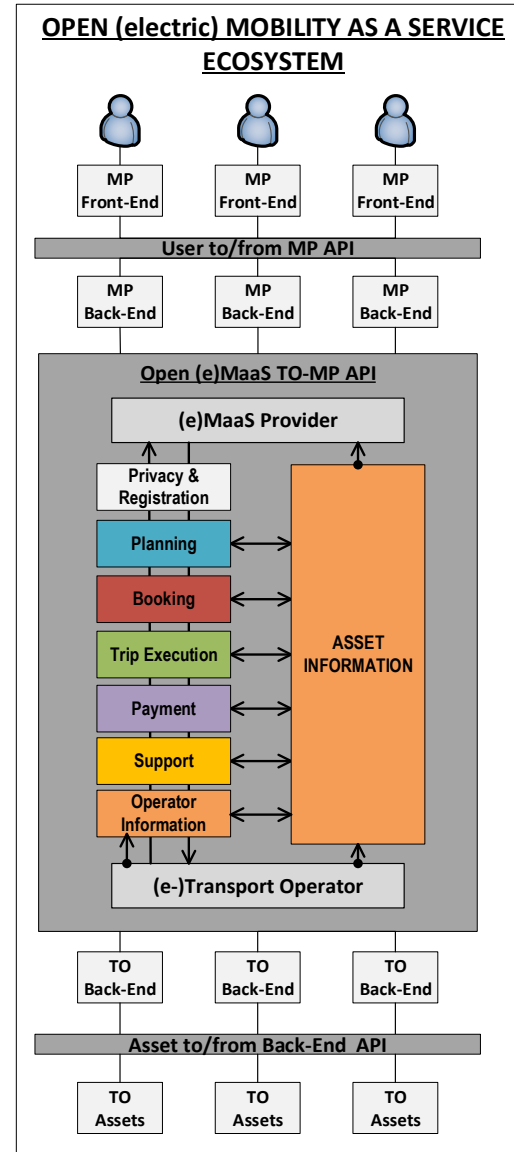 OPEN (electric) MOBILITY AS A SERVICE
ECOSYSTEM
MP
Front-End
MP
Front-End
MP
Front-End
User to/from MP API
MP
Back-End
MP
Back-End
MP
Back-End
Open (e)MaaS TO-MP API
(e)MaaS Provider
Privacy &
Registration
Planning
Booking
Trip Execution
Payment
Support
Operator
Information
ASSET
INFORMATION
(e-)Transport Operator
TO
Back-End
TO
Back-End
TO
Back-End
Asset to/from Back-End API
TO
Assets
TO
Assets
TO
Assets